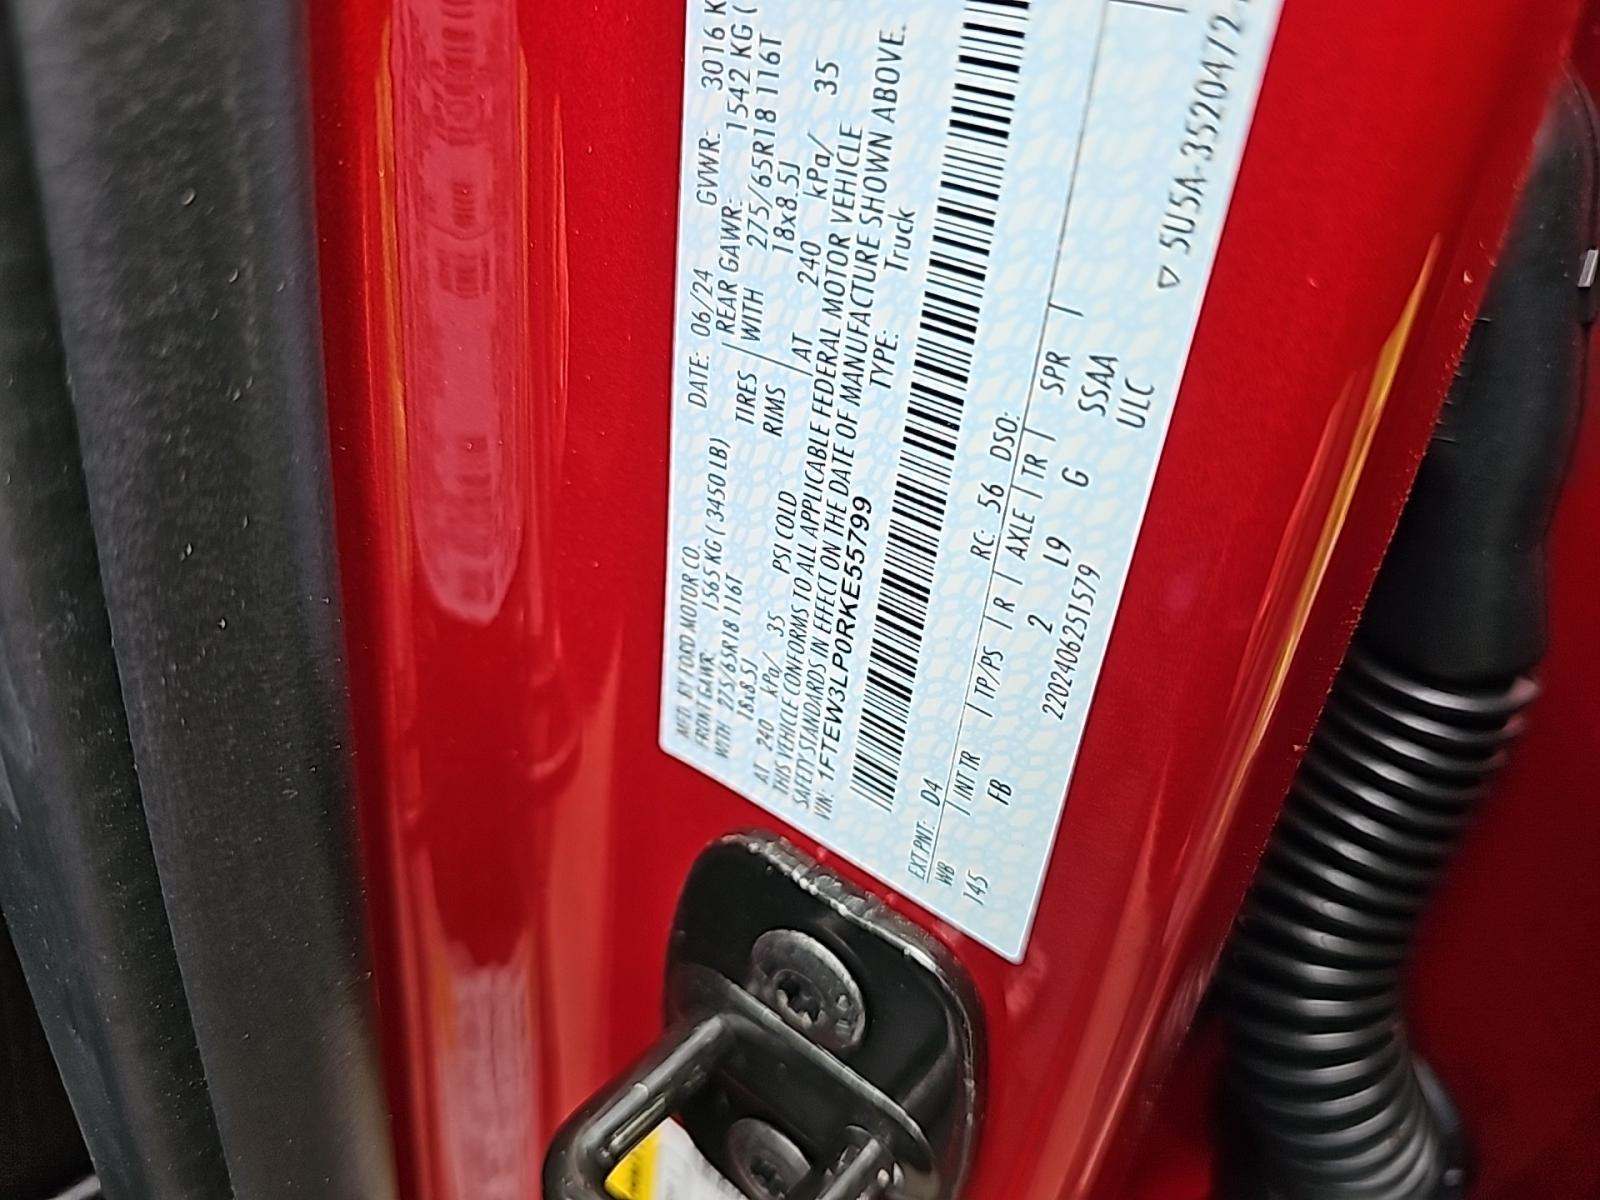 MFD. BY FORD MOTOR CO.
DATE: 06/24 GVWR: 3016 K
FRONT GAWR: 1565 KG ( 3450 LB)
REAR GAWR: 1542 KG (
WITH 275/65R18 116T
TIRES WITH 275/65R18 116T
18x8.5J
RIMS 18x8.5J
AT 240 kPa/ 35 PSI COLD
AT 240 kPa/ 35
THIS VEHICLE CONFORMS TO ALL APPLICABLE FEDERAL MOTOR VEHICLE
SAFETY STANDARDS IN EFFECT ON THE DATE OF MANUFACTURE SHOWN ABOVE.
VIN: 1FTEW3LP0RKE55799
TYPE: Truck
EXT PNT: D4 RC: 56 DSO:
WB / INT TR / TP/PS / R / AXLE / TR / SPR /
145 FB 2 L9 G SSAA
2202406251579 ULC
▽ 5U5A-3520472-